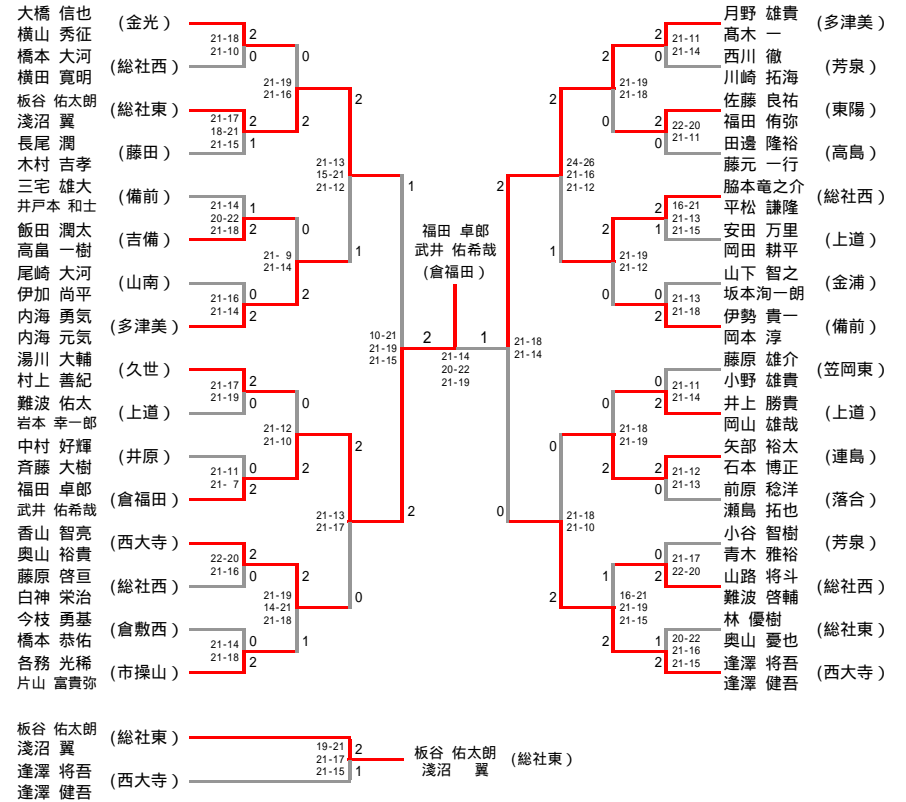 大橋 信也
横山 秀征
(金光)
橋本 大河
横田 寛明
(総社西)
板谷 佑太朗
淺沼 翼
(総社東)
長尾 潤
木村 吉孝
(藤田)
三宅 雄大
井戸本 和士
(備前)
飯田 潤太
高畠 一樹
(吉備)
尾崎 大河
伊加 尚平
(山南)
内海 勇気
内海 元気
(多津美)
湯川 大輔
村上 善紀
(久世)
難波 佑太
岩本 幸一郎
(上道)
中村 好輝
斉藤 大樹
(井原)
福田 卓郎
武井 佑希哉
(倉福田)
香山 智亮
奥山 裕貴
(西大寺)
藤原 啓亘
白神 栄治
(総社西)
今枝 勇基
橋本 恭佑
(倉敷西)
各務 光稀
片山 富貴弥
(市操山)
21-18 2
21-10 0
21-17 2
18-21
21-15 1
21-14 1
20-22
21-18 2
21-16 0
21-14 2
21-17 2
21-19 0
21-11 0
21- 7 2
22-20 2
21-16 0
21-14 0
21-18 2
0
21-19
21-16
2
0
21- 9
21-14
2
0
21-12
21-10
2
2
21-19
14-21
21-18
1
2
21-13
15-21
21-12
1
2
21-13
21-17
0
1
10-21
21-19
21-15
2
福田 卓郎
武井 佑希哉
(倉福田)
2 1
21-14
20-22
21-19
2
21-18
21-14
0
2
24-26
21-16
21-12
1
0
21-18
21-10
2
2
21-19
21-18
0
2
21-19
21-12
0
0
21-18
21-19
2
1
16-21
21-19
21-15
2
2 21-11
0 21-14
2 22-20
0 21-11
2 16-21
21-13
1 21-15
0 21-13
2 21-18
0 21-11
2 21-14
2 21-12
0 21-13
0 21-17
2 22-20
1 20-22
21-16
2 21-15
月野 雄貴
髙木 一
(多津美)
西川 徹
川崎 拓海
(芳泉)
佐藤 良祐
福田 侑弥
(東陽)
田邊 隆裕
藤元 一行
(高島)
脇本竜之介
平松 謙隆
(総社西)
安田 万里
岡田 耕平
(上道)
山下 智之
坂本洵一朗
(金浦)
伊勢 貴一
岡本 淳
(備前)
藤原 雄介
小野 雄貴
(笠岡東)
井上 勝貴
岡山 雄哉
(上道)
矢部 裕太
石本 博正
(連島)
前原 稔洋
瀬島 拓也
(落合)
小谷 智樹
青木 雅裕
(芳泉)
山路 将斗
難波 啓輔
(総社西)
林 優樹
奥山 憂也
(総社東)
逢澤 将吾
逢澤 健吾
(西大寺)
板谷 佑太朗
淺沼 翼
(総社東)
逢澤 将吾
逢澤 健吾
(西大寺)
19-21 2
21-17
21-15 1
板谷 佑太朗
淺沼 翼
(総社東)